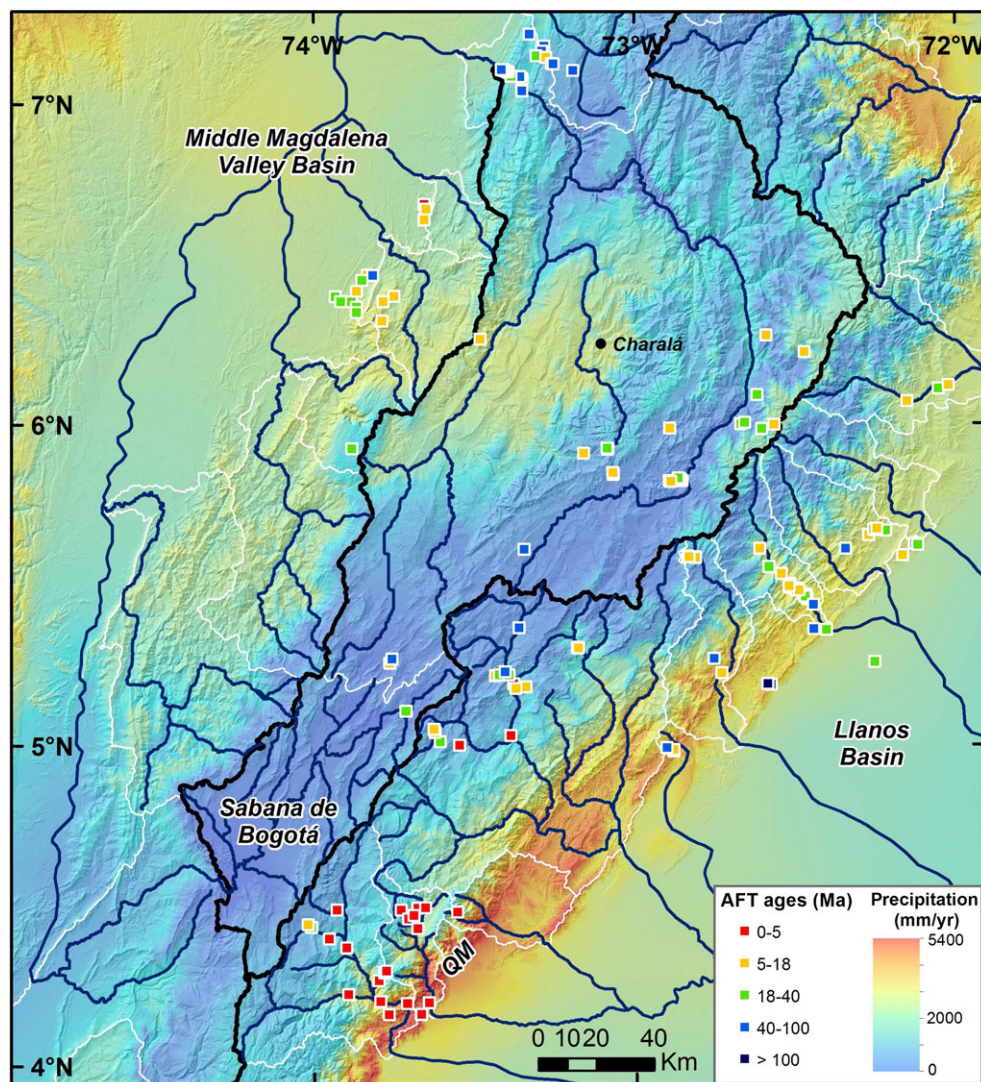 74°W
73°W
72°W
7°N
Middle Magdalena
Valley Basin
Charalá
6°N
5°N
Llanos
Basin
Sabana de
Bogotá
QM
4°N
0 10 20 40
Km
AFT ages (Ma)
0-5
5-18
18-40
40-100
> 100
Precipitation
(mm/yr)
5400
2000
0